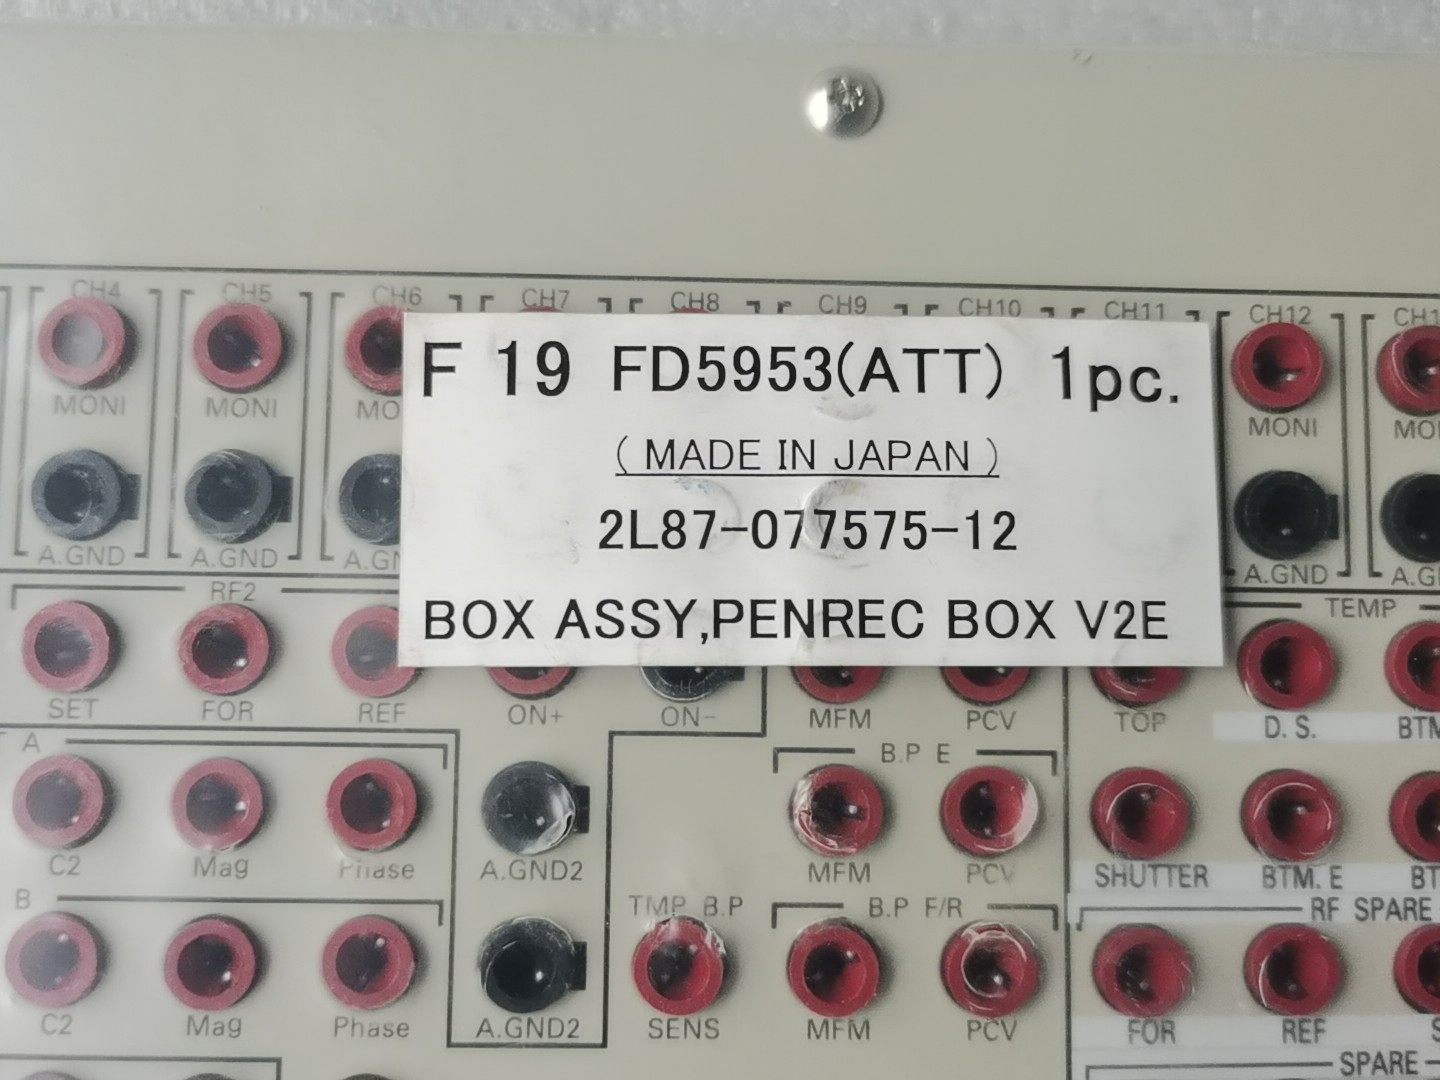 CH4 CH5 CH6 CH7 CH8 CH9 CH10 CH11 CH12
MONI MONI MONI
F 19 FD5953(ATT) 1pc.
( MADE IN JAPAN )
2L87-077575-12
BOX ASSY,PENREC BOX V2E
A.GND A.GND A.GND
RF2 TEMP
SET FOR REF ON+ ON- MFM PCV TOP D. S. BTM
A B.P E
C2 Mag Phase A.GND2 MFM PCV SHUTTER BTM. E
B TMP B.P B.P F/R RF SPARE
C2 Mag Phase A.GND2 SENS MFM PCV FOR REF
SPARE